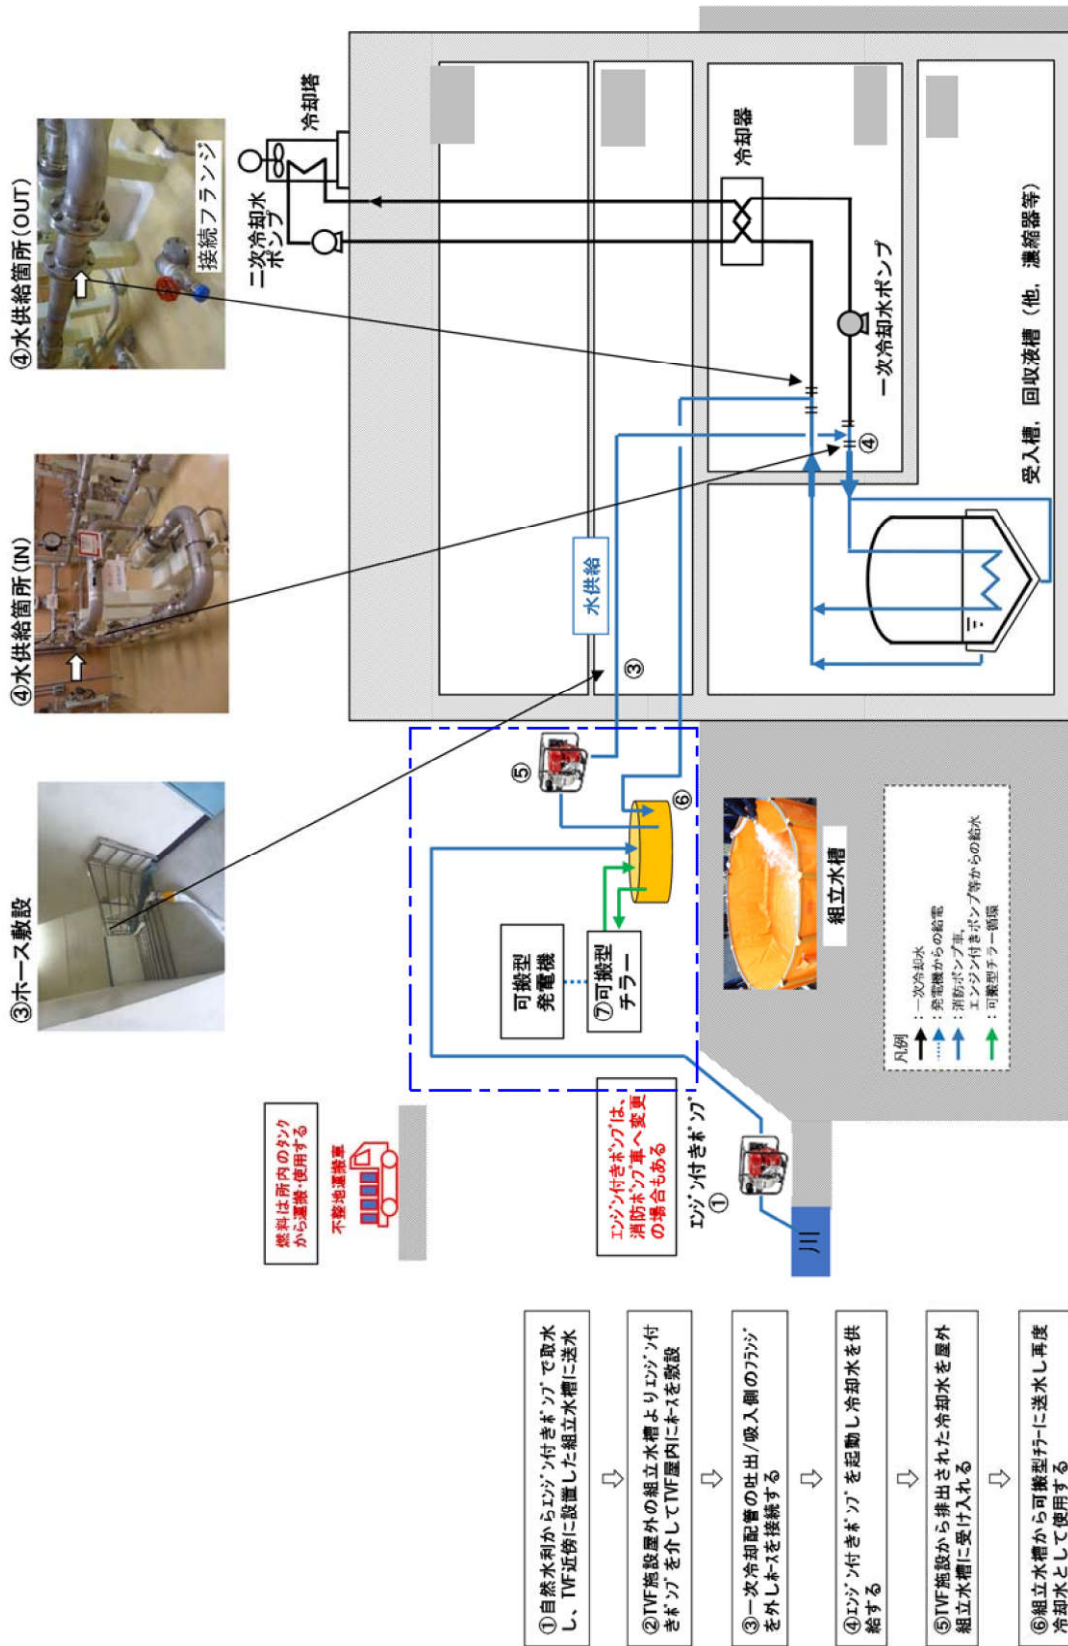 ③ホース敷設
④水供給箇所(IN)
④水供給箇所(OUT)
接続フランジ
冷却塔
二次冷却水
ポンプ
冷却器
一次冷却水ポンプ
④
受入槽，回収液槽（他，濃縮器等）
水供給
③
⑤
⑥
可搬型
発電機
⑦可搬型
チラー
組立水槽
凡例
：一次冷却水
：発電機からの給電
：消防ポンプ車，
エンジン付きポンプ等からの給水
：可搬型チラー循環
燃料は所内のタンク
から運搬・使用する
不整地運搬車
エンジン付きポンプは、
消防ポンプ車へ変更
の場合もある
エンジン付きポンプ
①
川
①自然水利からエンジン付きポンプで取水
し、TVF近傍に設置した組立水槽に送水
②TVF施設屋外の組立水槽よりエンジン付
きポンプを介してTVF屋内にホースを敷設
③一次冷却配管の吐出/吸入側のフランジ
を外しホースを接続する
④エンジン付きポンプを起動し冷却水を供
給する
⑤TVF施設から排出された冷却水を屋外
組立水槽に受け入れる
⑥組立水槽から可搬型チラーに送水し再度
冷却水として使用する